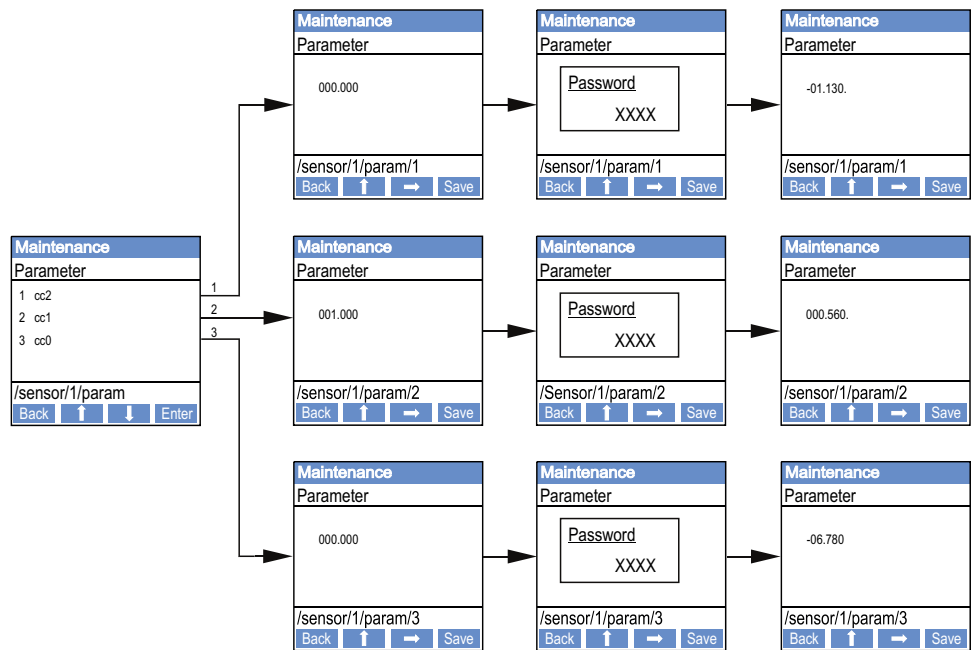 Maintenance
Parameter
000.000
/sensor/1/param/1
Back Save
Maintenance
Parameter
Password
XXXX
/sensor/1/param/1
Back Save
Maintenance
Parameter
-01.130.
/sensor/1/param/1
Back Save
Maintenance
Parameter
1 cc2
2 cc1
3 cc0
/sensor/1/param
Back Enter
1
2
3
Maintenance
Parameter
001.000
/sensor/1/param/2
Back Save
Maintenance
Parameter
Password
XXXX
/Sensor/1/param/2
Back Save
Maintenance
Parameter
000.560.
/sensor/1/param/2
Back Save
Maintenance
Parameter
000.000
/sensor/1/param/3
Back Save
Maintenance
Parameter
Password
XXXX
/sensor/1/param/3
Back Save
Maintenance
Parameter
-06.780
/sensor/1/param/3
Back Save